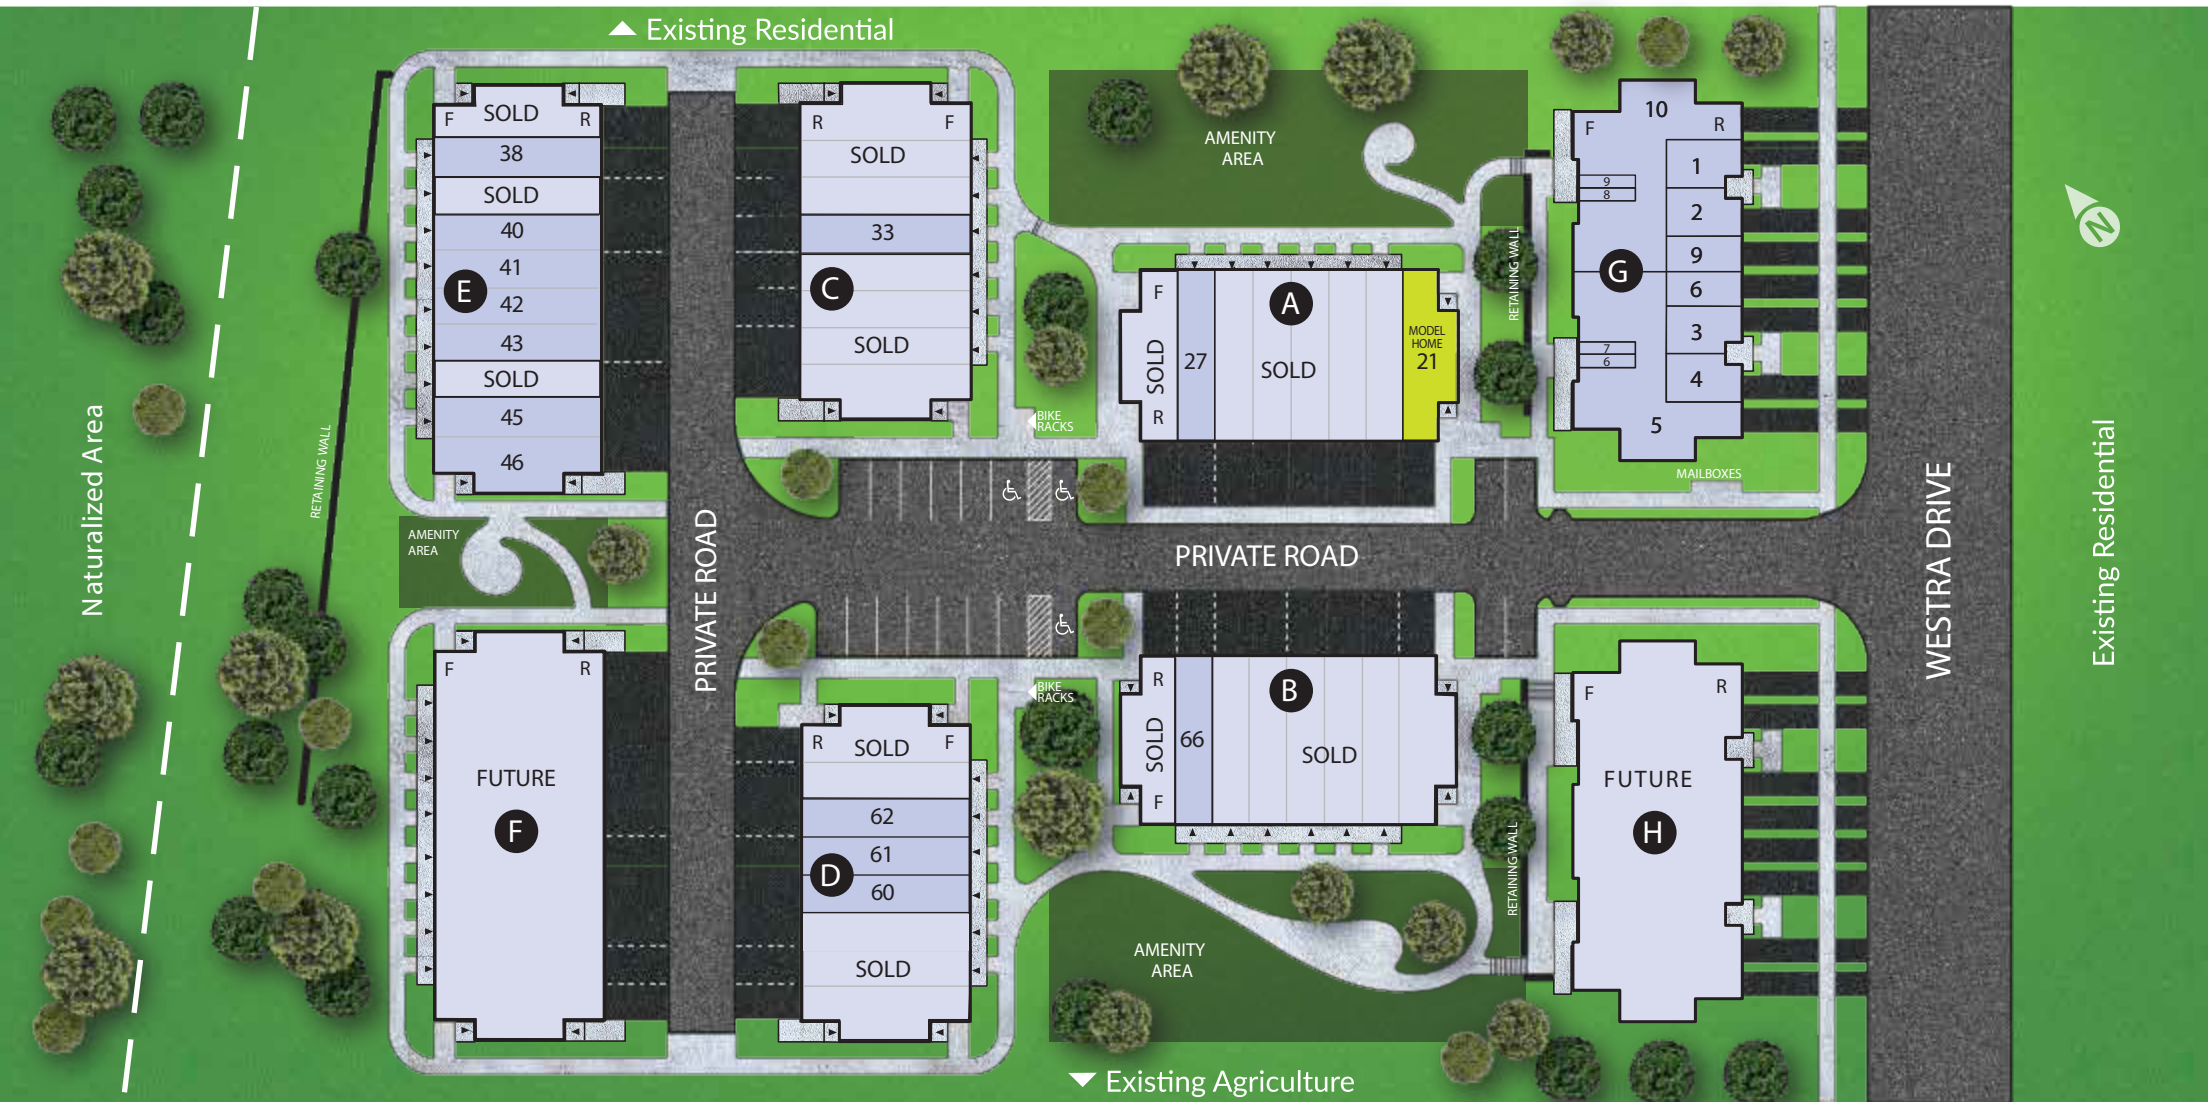 Existing Residential
SOLD
F
R
38
SOLD
40
41
E
42
43
SOLD
45
46
R
F
SOLD
33
C
SOLD
AMENITY
AREA
F
A
27
SOLD
SOLD
R
MODEL
HOME
21
BIKE
RACKS
RETAINING WALL
10
F
R
1
9
8
2
9
G
6
3
7
6
4
5
MAILBOXES
N
Naturalized Area
RETAINING WALL
AMENITY
AREA
PRIVATE ROAD
PRIVATE ROAD
WESTRA DRIVE
Existing Residential
F
R
FUTURE
F
R
SOLD
F
62
61
D
60
SOLD
BIKE
RACKS
R
B
SOLD
66
SOLD
F
RETAINING WALL
AMENITY
AREA
F
R
FUTURE
H
Existing Agriculture